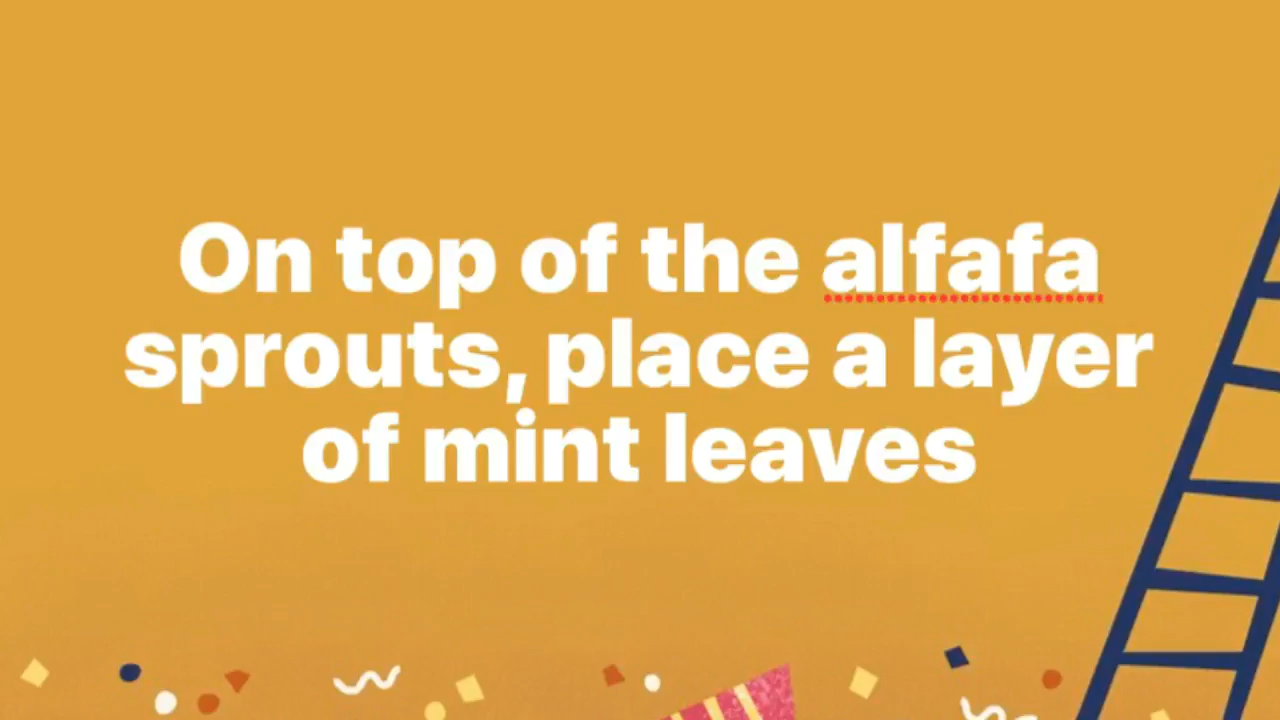 On top of the alfafa
sprouts, place a layer
of mint leaves